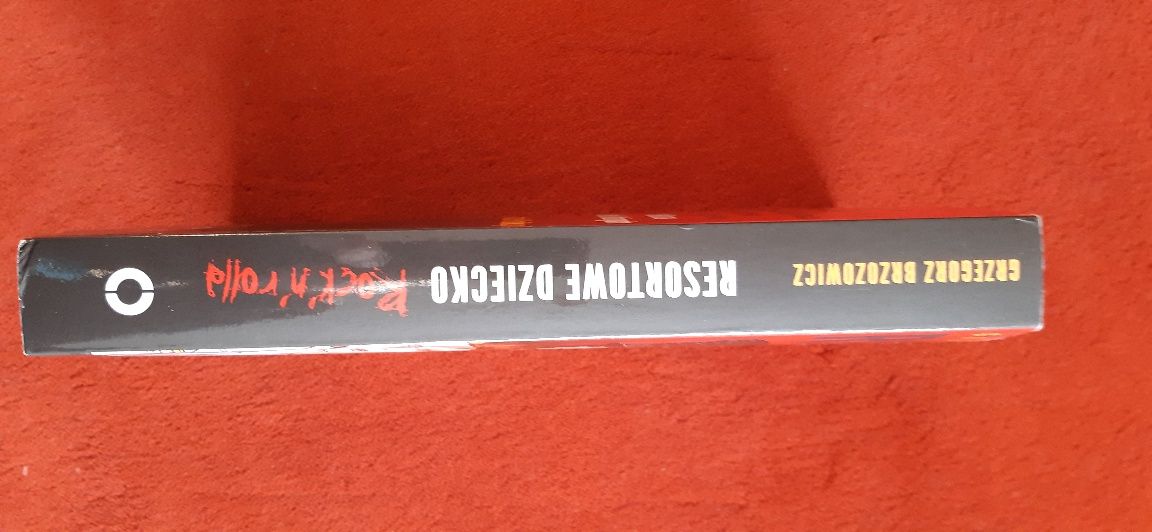 GRZEGORZ BRZOZOWICZ
RESORTOWE DZIECKO
Rock'n'rolla